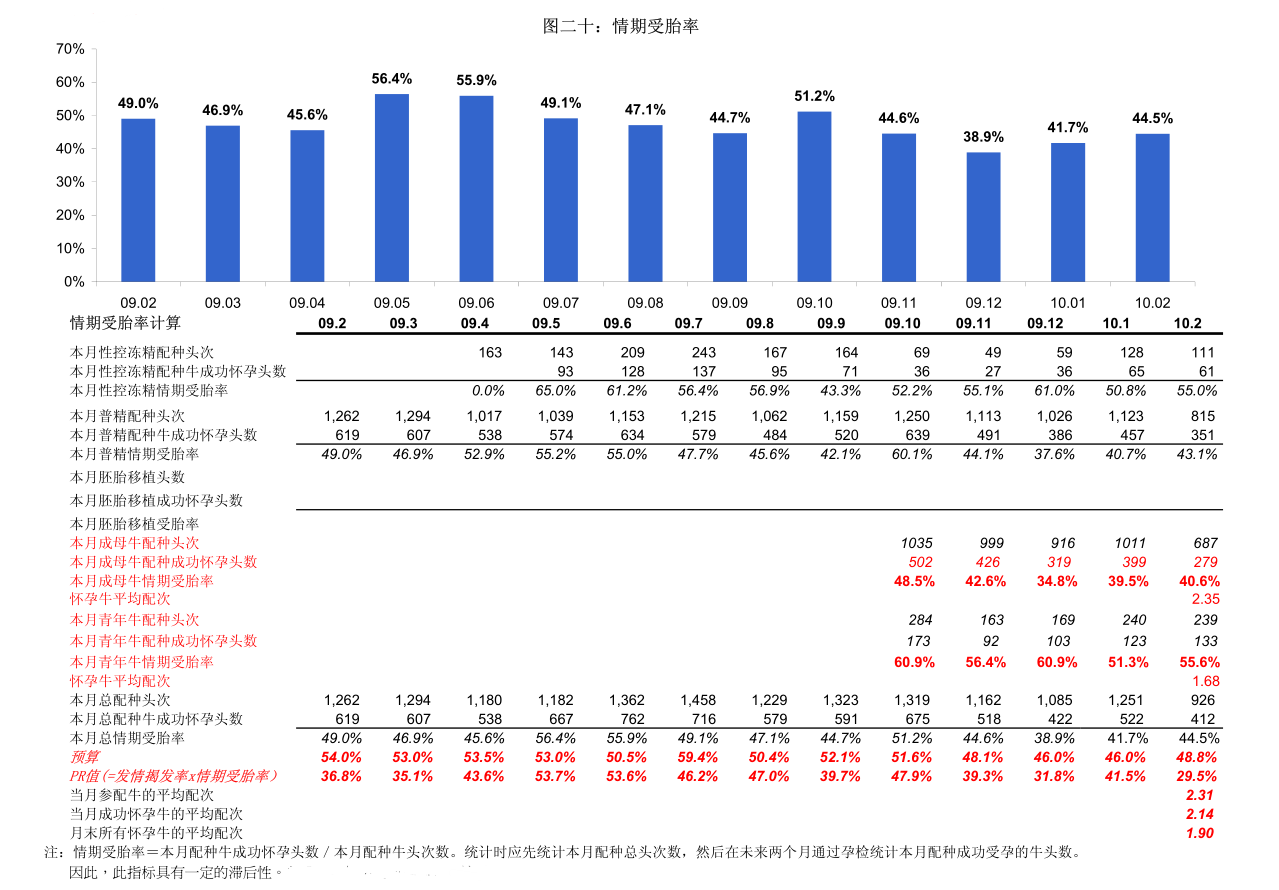 图二十：情期受胎率
70%
60%
50%
40%
30%
20%
10%
0%
49.0% 46.9% 45.6% 56.4% 55.9% 49.1% 47.1% 44.7% 51.2% 44.6% 38.9% 41.7% 44.5%
09.02 09.03 09.04 09.05 09.06 09.07 09.08 09.09 09.10 09.11 09.12 10.01 10.02
情期受胎率计算 09.2 09.3 09.4 09.5 09.6 09.7 09.8 09.9 09.10 09.11 09.12 10.1 10.2
本月性控冻精配种头次 163 143 209 243 167 164 69 49 59 128 111
本月性控冻精配种牛成功怀孕头数 93 128 137 95 71 36 27 36 65 61
本月性控冻精情期受胎率 0.0% 65.0% 61.2% 56.4% 56.9% 43.3% 52.2% 55.1% 61.0% 50.8% 55.0%
本月普精配种头次 1,262 1,294 1,017 1,039 1,153 1,215 1,062 1,159 1,250 1,113 1,026 1,123 815
本月普精配种牛成功怀孕头数 619 607 538 574 634 579 484 520 639 491 386 457 351
本月普精情期受胎率 49.0% 46.9% 52.9% 55.2% 55.0% 47.7% 45.6% 42.1% 60.1% 44.1% 37.6% 40.7% 43.1%
本月胚胎移植头数
本月胚胎移植成功怀孕头数
本月胚胎移植受胎率
本月成母牛配种头次 1035 999 916 1011 687
本月成母牛配种成功怀孕头数 502 426 319 399 279
本月成母牛情期受胎率 48.5% 42.6% 34.8% 39.5% 40.6%
怀孕牛平均配次 2.35
本月青年牛配种头次 284 163 169 240 239
本月青年牛配种成功怀孕头数 173 92 103 123 133
本月青年牛情期受胎率 60.9% 56.4% 60.9% 51.3% 55.6%
怀孕牛平均配次 1.68
本月总配种头次 1,262 1,294 1,180 1,182 1,362 1,458 1,229 1,323 1,319 1,162 1,085 1,251 926
本月总配种牛成功怀孕头数 619 607 538 667 762 716 579 591 675 518 422 522 412
本月总情期受胎率 49.0% 46.9% 45.6% 56.4% 55.9% 49.1% 47.1% 44.7% 51.2% 44.6% 38.9% 41.7% 44.5%
预算 54.0% 53.0% 53.5% 53.0% 50.5% 59.4% 50.4% 52.1% 51.6% 48.1% 46.0% 46.0% 48.8%
PR值(=发情揭发率x情期受胎率） 36.8% 35.1% 43.6% 53.7% 53.6% 46.2% 47.0% 39.7% 47.9% 39.3% 31.8% 41.5% 29.5%
当月参配牛的平均配次 2.31
当月成功怀孕牛的平均配次 2.14
月末所有怀孕牛的平均配次 1.90
注：情期受胎率＝本月配种牛成功怀孕头数／本月配种牛头次数。统计时应先统计本月配种总头次数，然后在未来两个月通过孕检统计本月配种成功受孕的牛头数。
因此，此指标具有一定的滞后性。